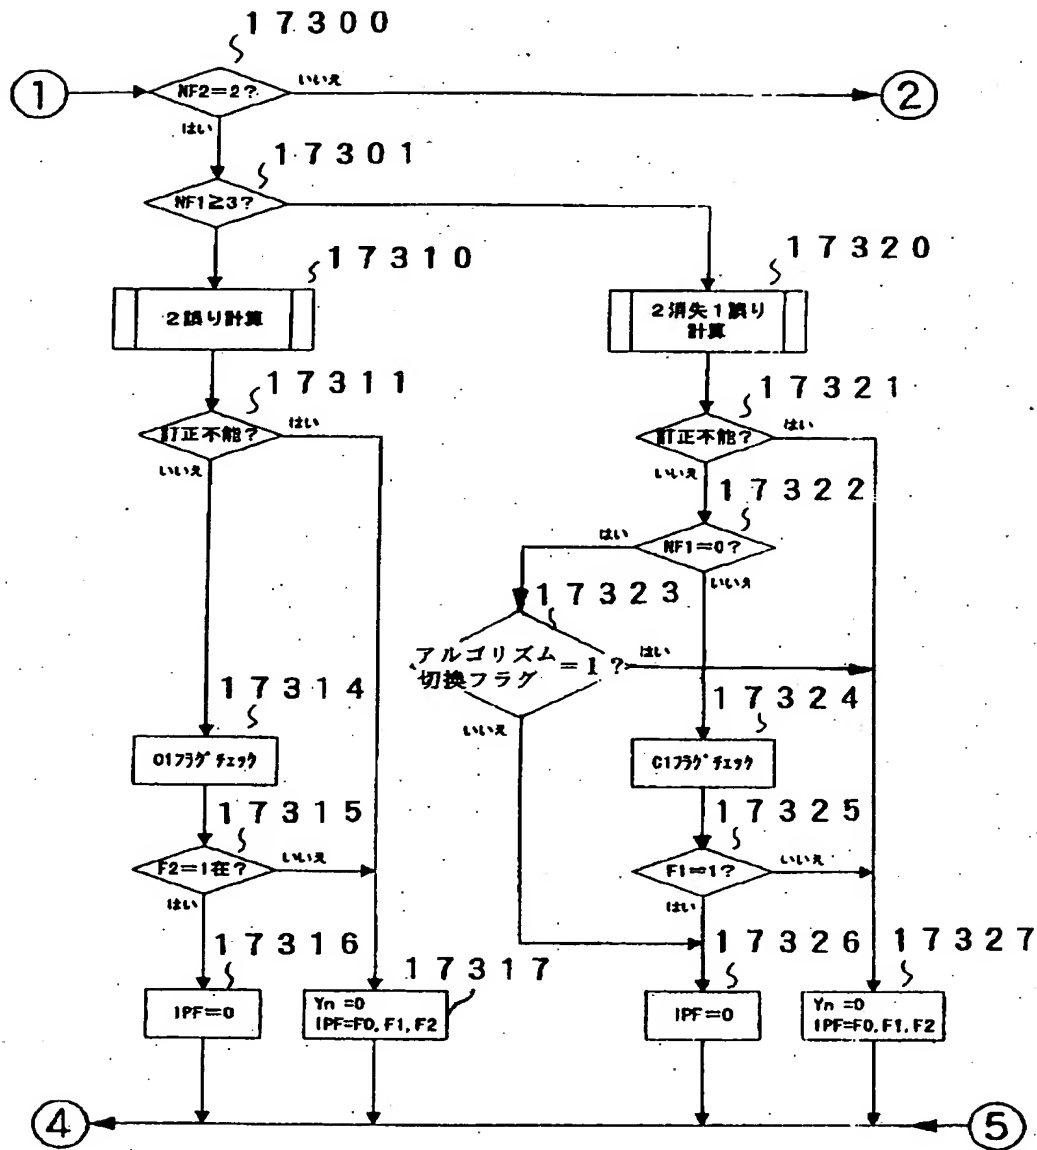 17300
① NF2=2? いいえ ②
はい
17301
NF1≧3?
17310
2誤り計算
17320
2消失1誤り
計算
17311
訂正不能? はい
いいえ
17321
訂正不能? はい
いいえ
17322
はい NF1=0?
いいえ
17323
アルゴリズム
切換フラグ =1? はい
いいえ
17314
C1フラグチェック
17324
C1フラグチェック
17315
F2=1在? いいえ
はい
17325
F1=1? いいえ
はい
17316
IPF=0
17317
Yn=0
IPF=F0, F1, F2
17326
IPF=0
17327
Yn=0
IPF=F0, F1, F2
④ ⑤